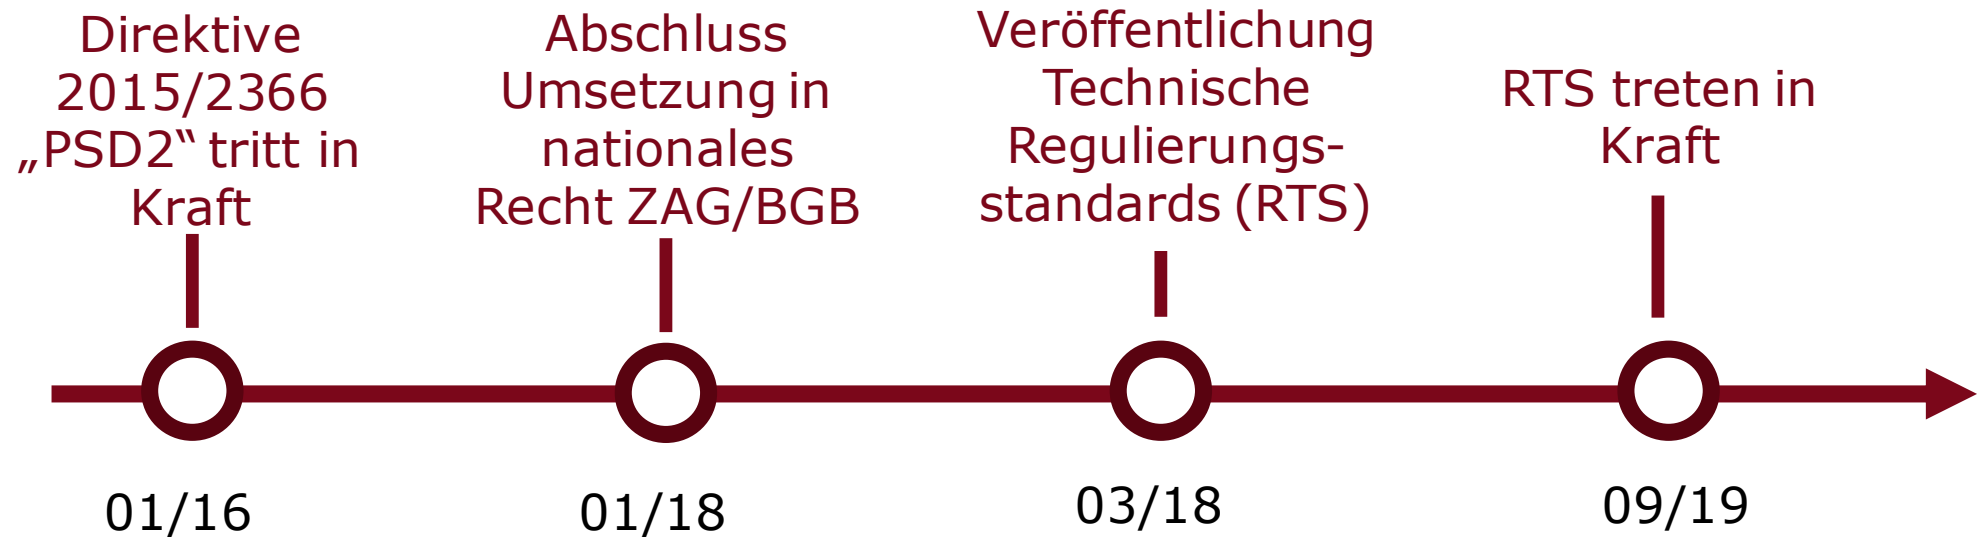 Direktive
2015/2366
„PSD2“ tritt in
Kraft
Abschluss
Umsetzung in
nationales
Recht ZAG/BGB
Veröffentlichung
Technische
Regulierungs-
standards (RTS)
RTS treten in
Kraft
01/16
01/18
03/18
09/19